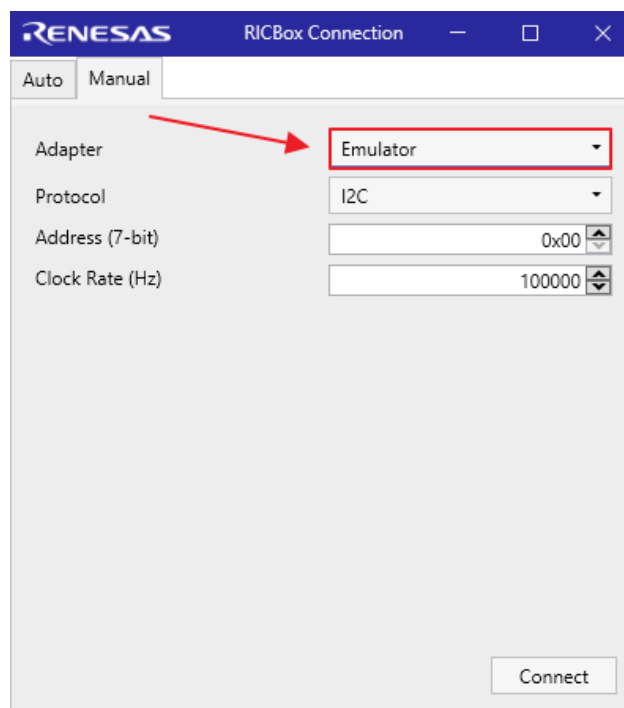 RENESAS RICBox Connection
Auto Manual
Adapter Emulator
Protocol I2C
Address (7-bit) 0x00
Clock Rate (Hz) 100000
Connect